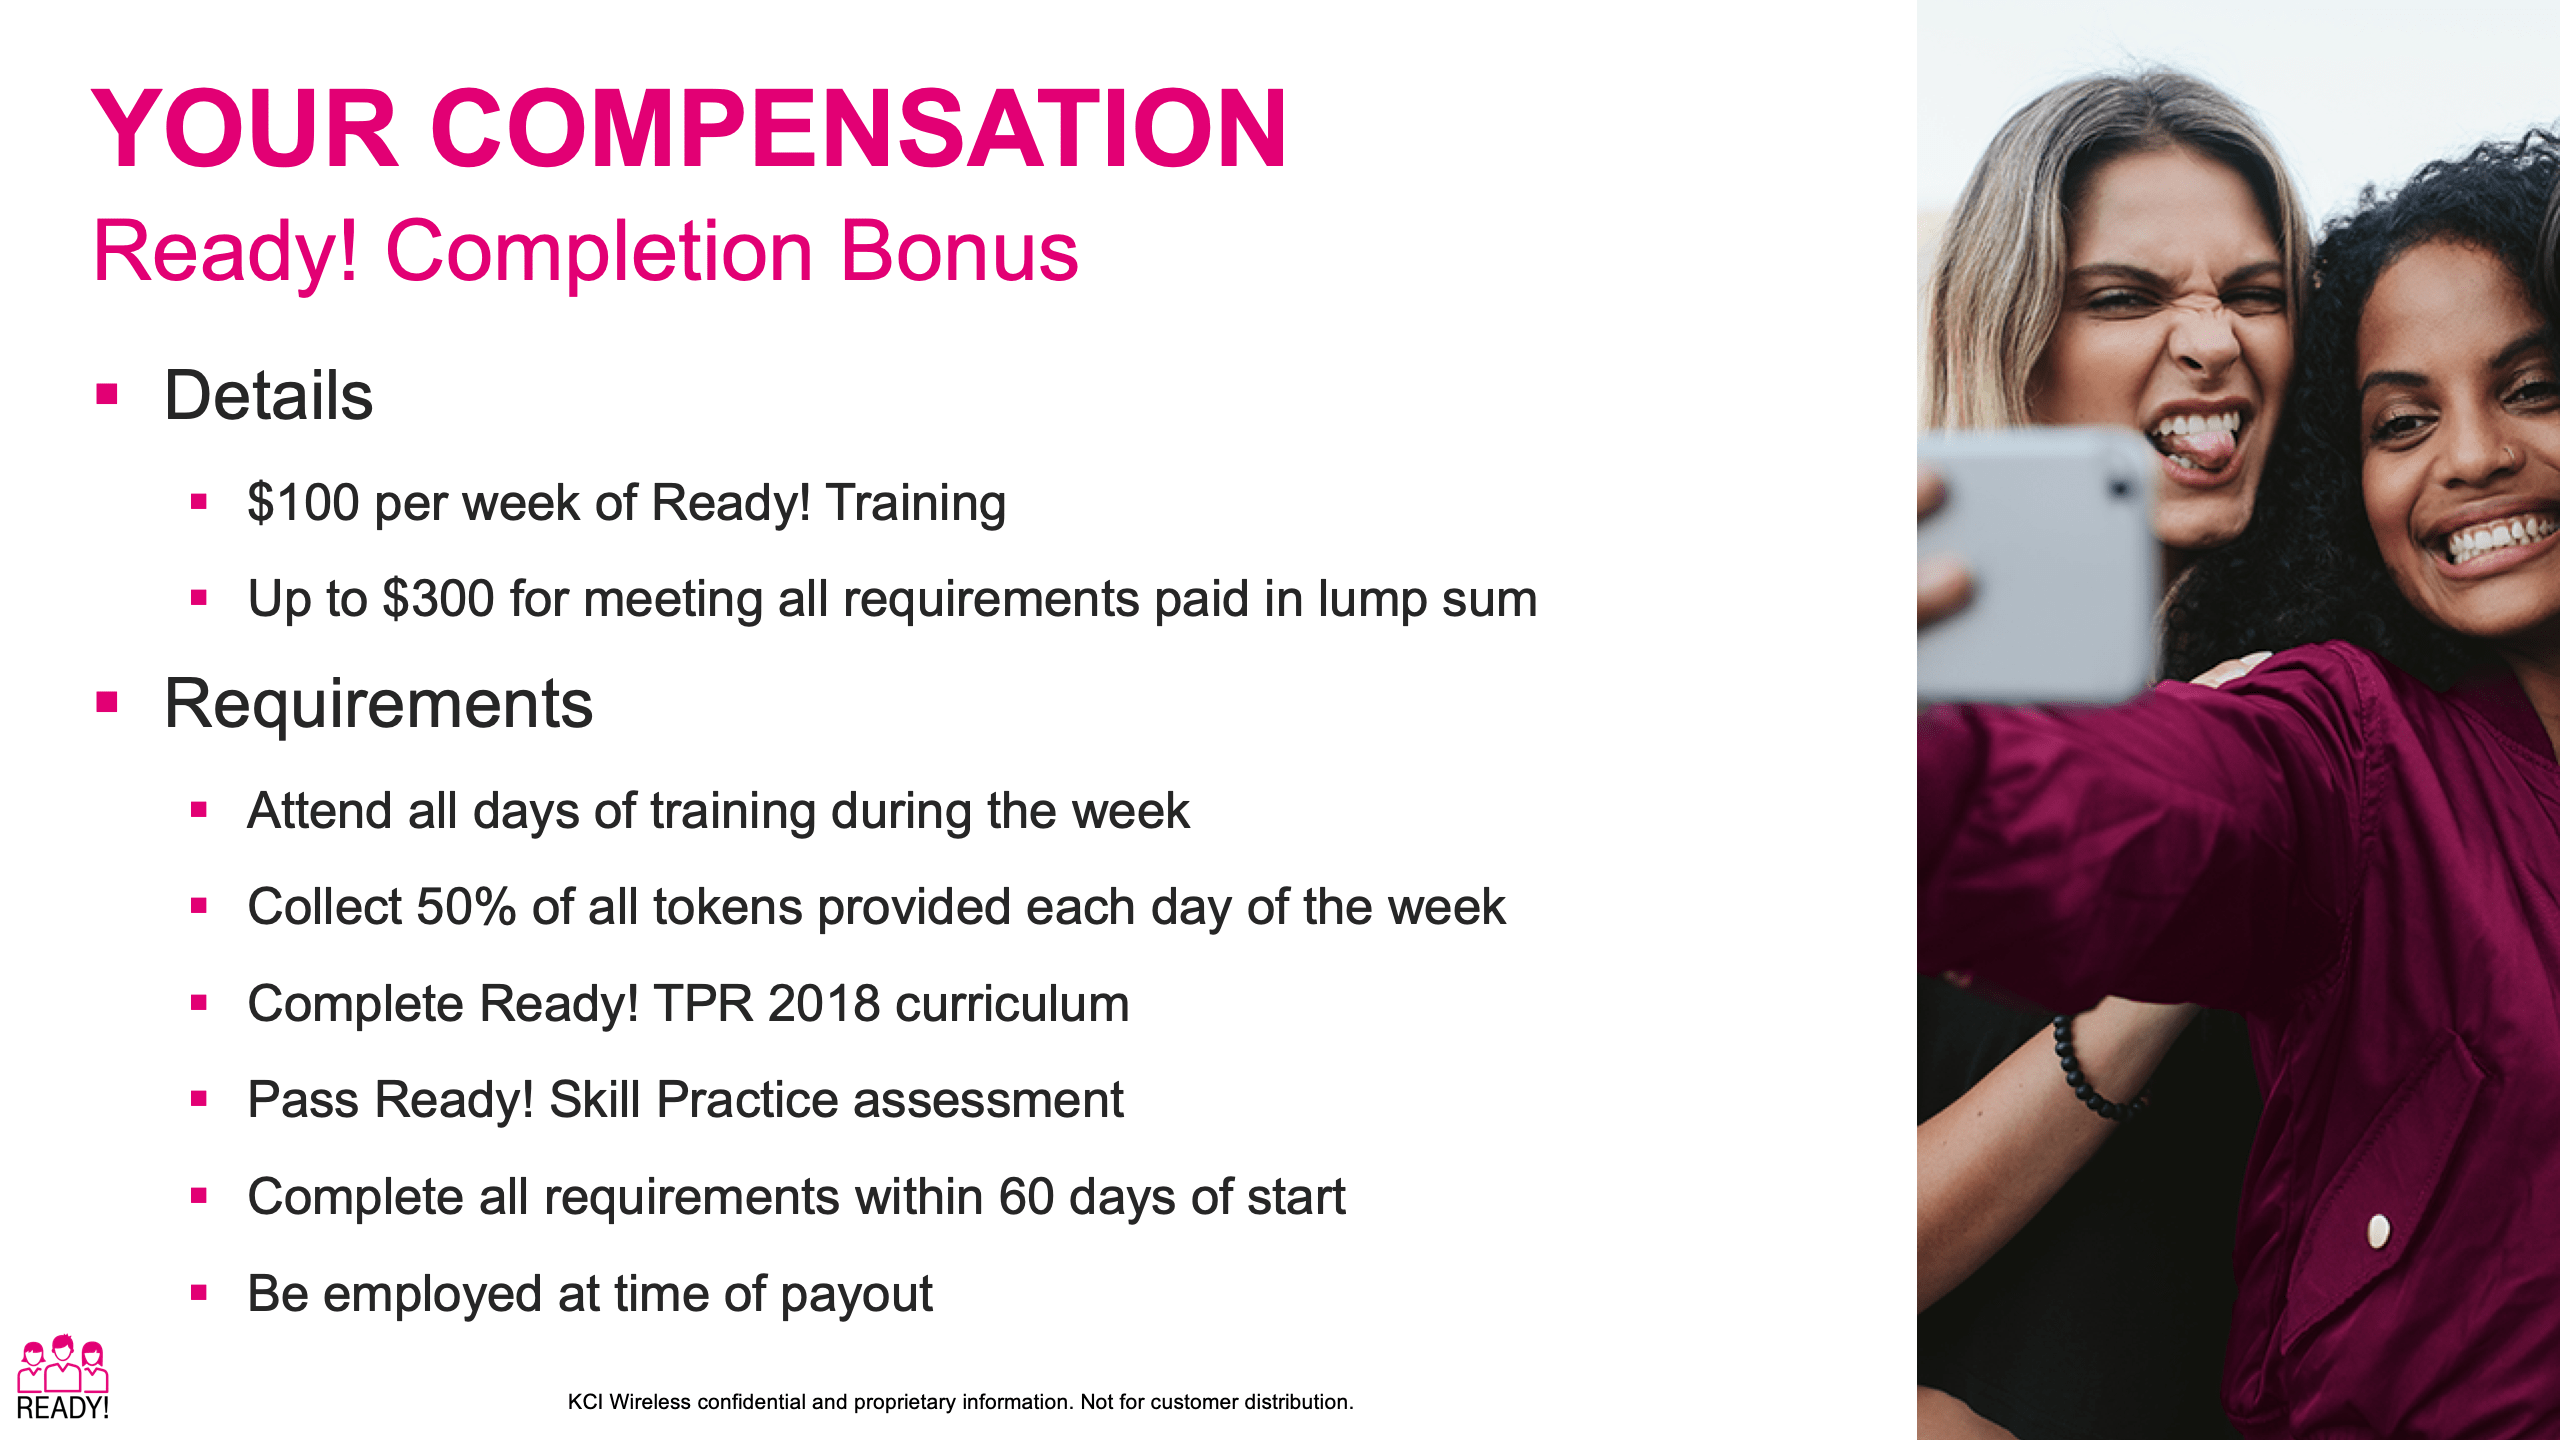 YOUR COMPENSATION
Ready! Completion Bonus
Details
$100 per week of Ready! Training
Up to $300 for meeting all requirements paid in lump sum
Requirements
Attend all days of training during the week
Collect 50% of all tokens provided each day of the week
Complete Ready! TPR 2018 curriculum
Pass Ready! Skill Practice assessment
Complete all requirements within 60 days of start
Be employed at time of payout
READY!
KCI Wireless confidential and proprietary information. Not for customer distribution.